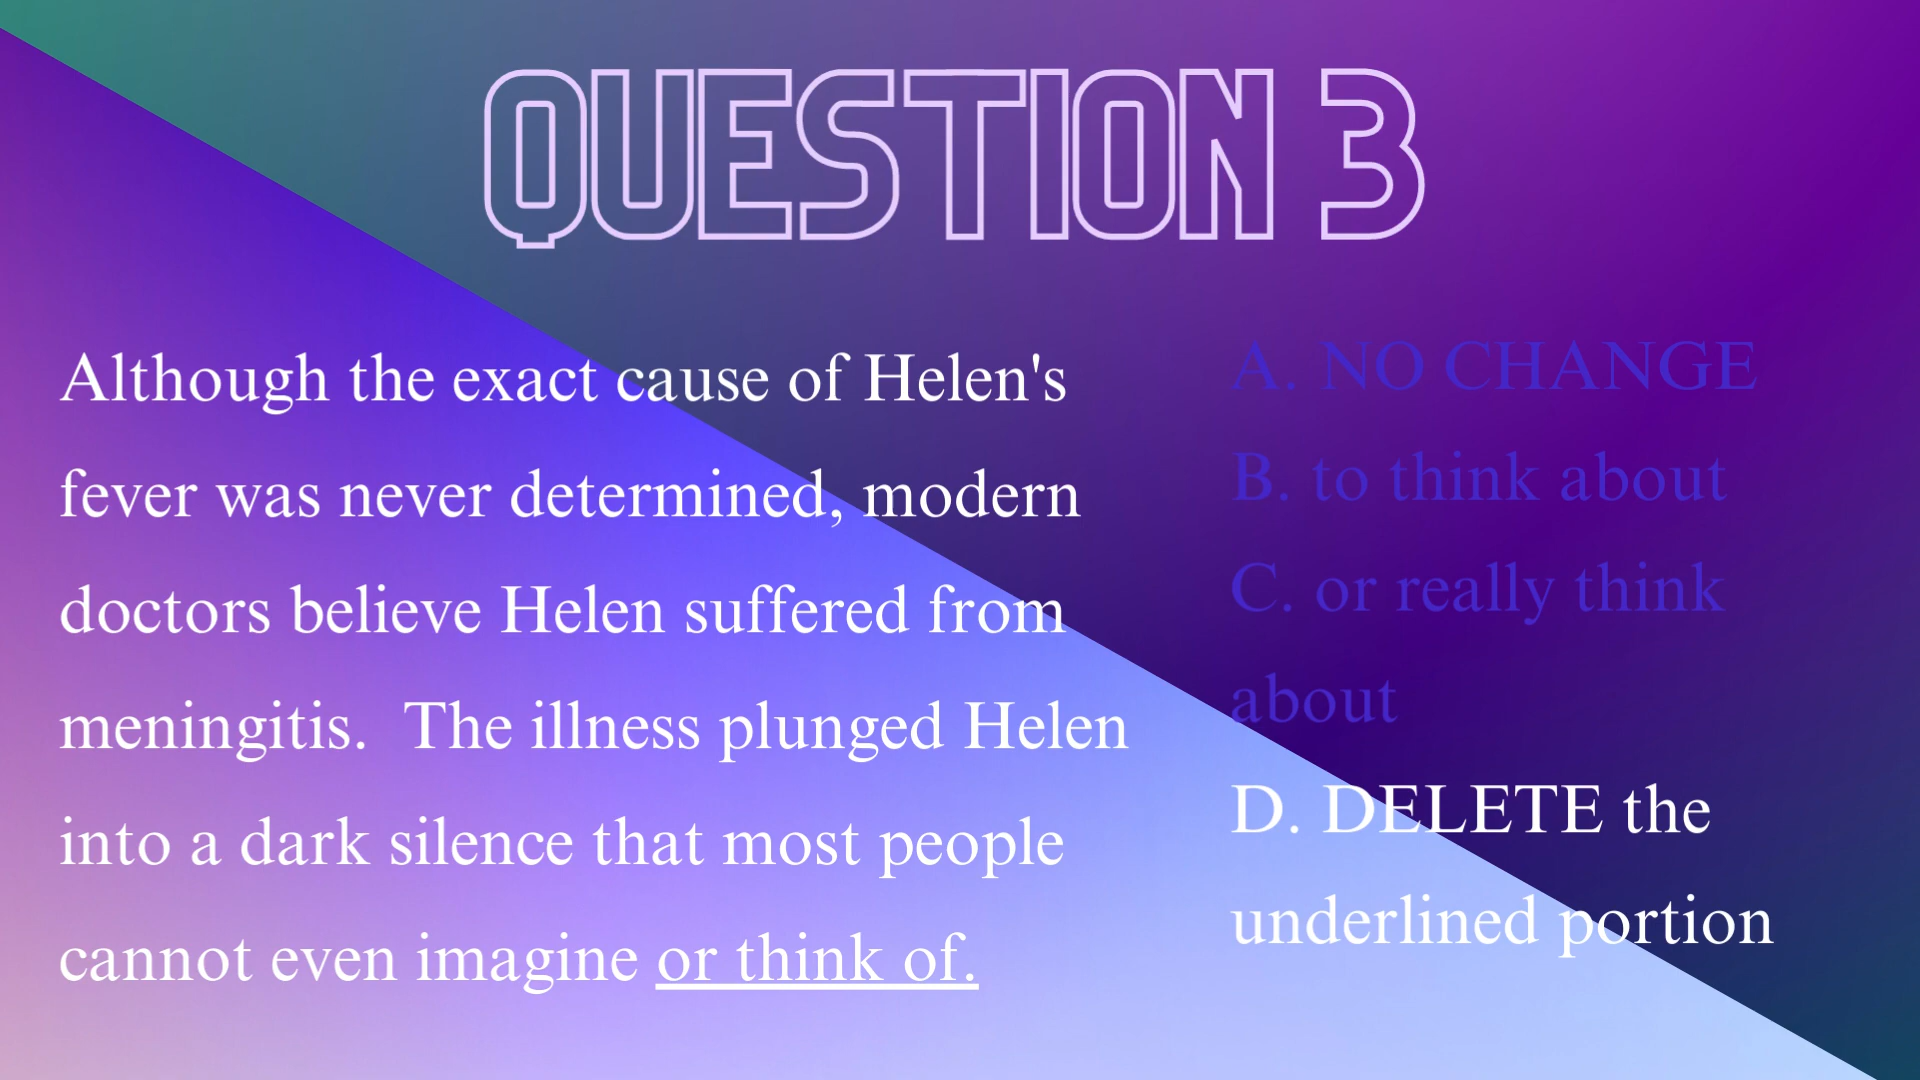 QUESTION 3
Although the exact cause of Helen's
fever was never determined, modern
doctors believe Helen suffered from
meningitis.  The illness plunged Helen
into a dark silence that most people
cannot even imagine or think of.
A. NO CHANGE
B. to think about
C. or really think
about
D. DELETE the
underlined portion